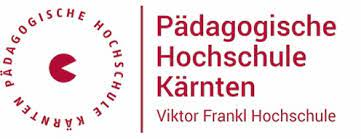 PÄDAGOGISCHE HOCHSCHULE KÄRNTEN
Pädagogische
Hochschule
Kärnten
Viktor Frankl Hochschule